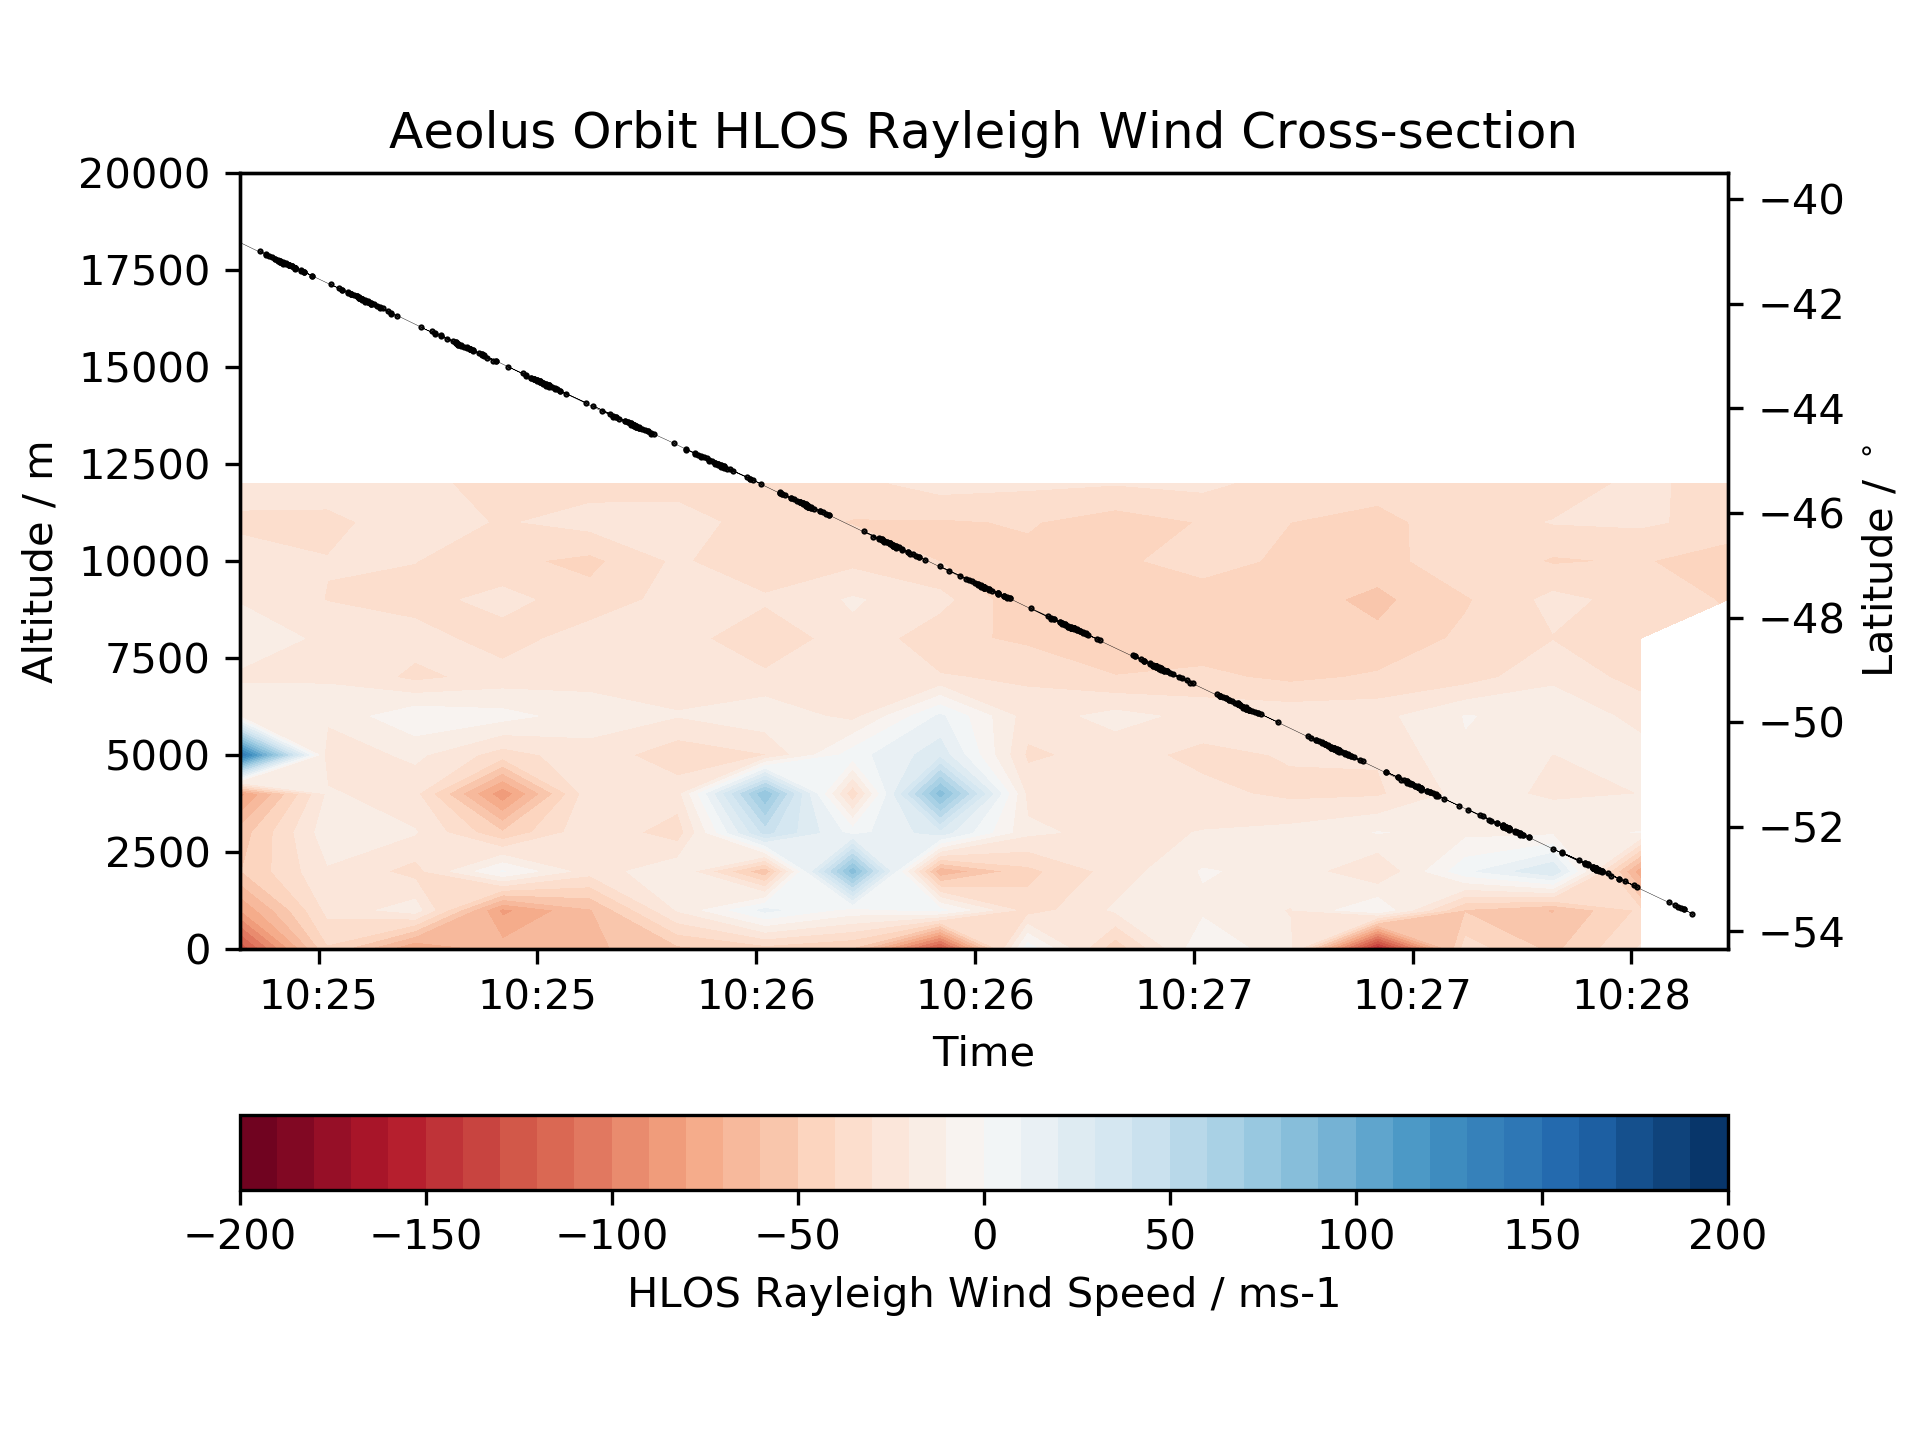 Aeolus Orbit HLOS Rayleigh Wind Cross-section
20000
17500
15000
12500
10000
7500
5000
2500
0
Altitude / m
−40
−42
−44
−46
−48
−50
−52
−54
Latitude / °
10:25 10:25 10:26 10:26 10:27 10:27 10:28
Time
−200 −150 −100 −50 0 50 100 150 200
HLOS Rayleigh Wind Speed / ms-1